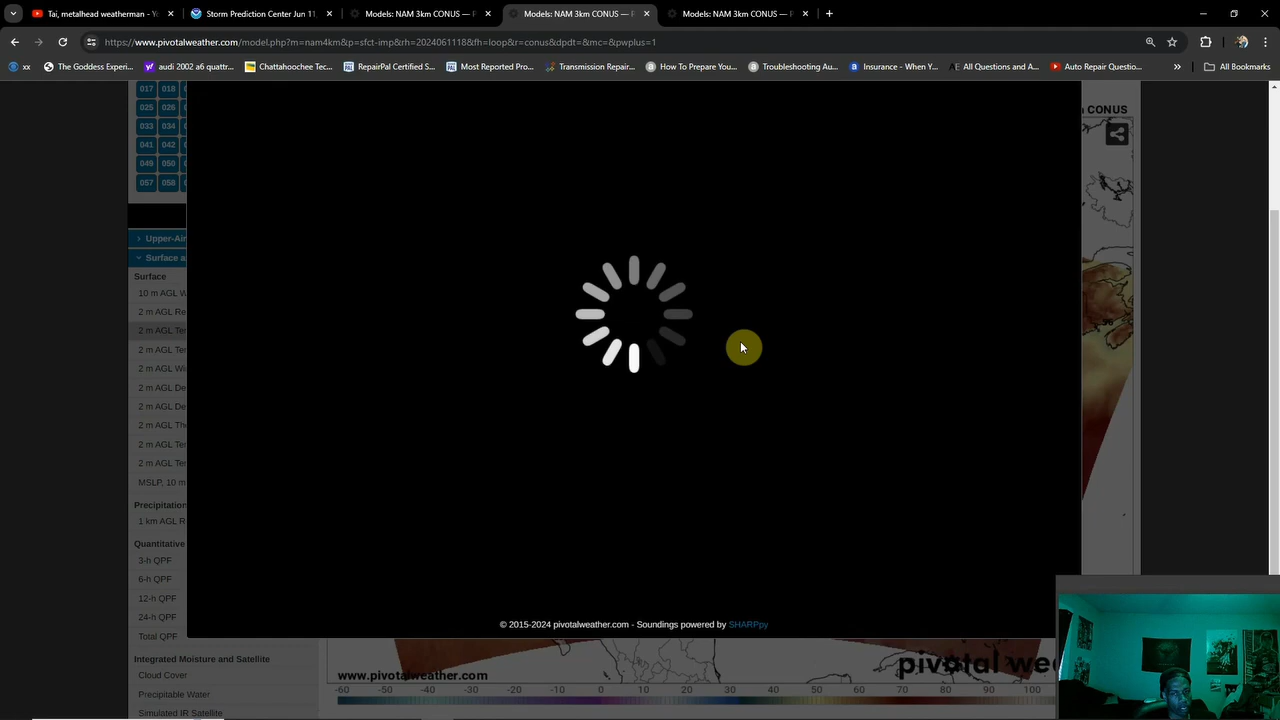 Tai, metalhead weatherman - Yo
Storm Prediction Center Jun 11,
Models: NAM 3km CONUS — P
Models: NAM 3km CONUS — P
Models: NAM 3km CONUS — P
https://www.pivotalweather.com/model.php?m=nam4km&p=sfct-imp&rh=2024061118&fh=loop&r=conus&dpdt=&mc=&pwplus=1
xx
The Goddess Experi...
audi 2002 a6 quattr...
Chattahoochee Tec...
RepairPal Certified S...
Most Reported Pro...
Transmission Repair...
How To Prepare You...
Troubleshooting Au...
Insurance - When Y...
All Questions and A...
Auto Repair Questio...
All Bookmarks
017 018
025 026
033 034
041 042
049 050
057 058
CONUS
Upper-Air
Surface a
Surface
10 m AGL W
2 m AGL Re
2 m AGL Ter
2 m AGL Ter
2 m AGL Wi
2 m AGL De
2 m AGL De
2 m AGL The
2 m AGL Ter
2 m AGL Ter
MSLP, 10 m
Precipitation
1 km AGL R
Quantitative
3-h QPF
6-h QPF
12-h QPF
24-h QPF
Total QPF
Integrated Moisture and Satellite
Cloud Cover
Precipitable Water
Simulated IR Satellite
© 2015-2024 pivotalweather.com - Soundings powered by SHARPpy
www.pivotalweather.com
pivotal wea
-60 -50 -40 -30 -20 -10 0 10 20 30 40 50 60 70 80 90 100